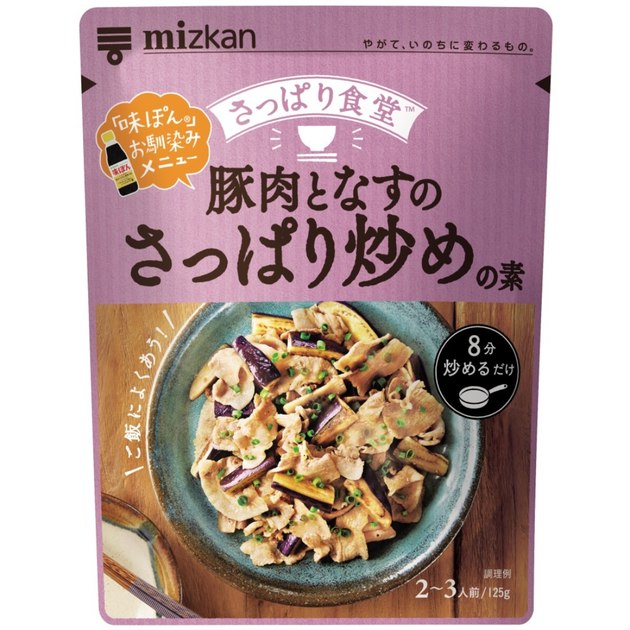 mizkan
やがて、いのちに変わるもの。
さっぱり食堂™
「味ぽん®」
お馴染み
メニュー
味ぽん
豚肉となすの
さっぱり炒めの素
ご飯によくあう!
8分
炒めるだけ
調理例
2~3人前/125g